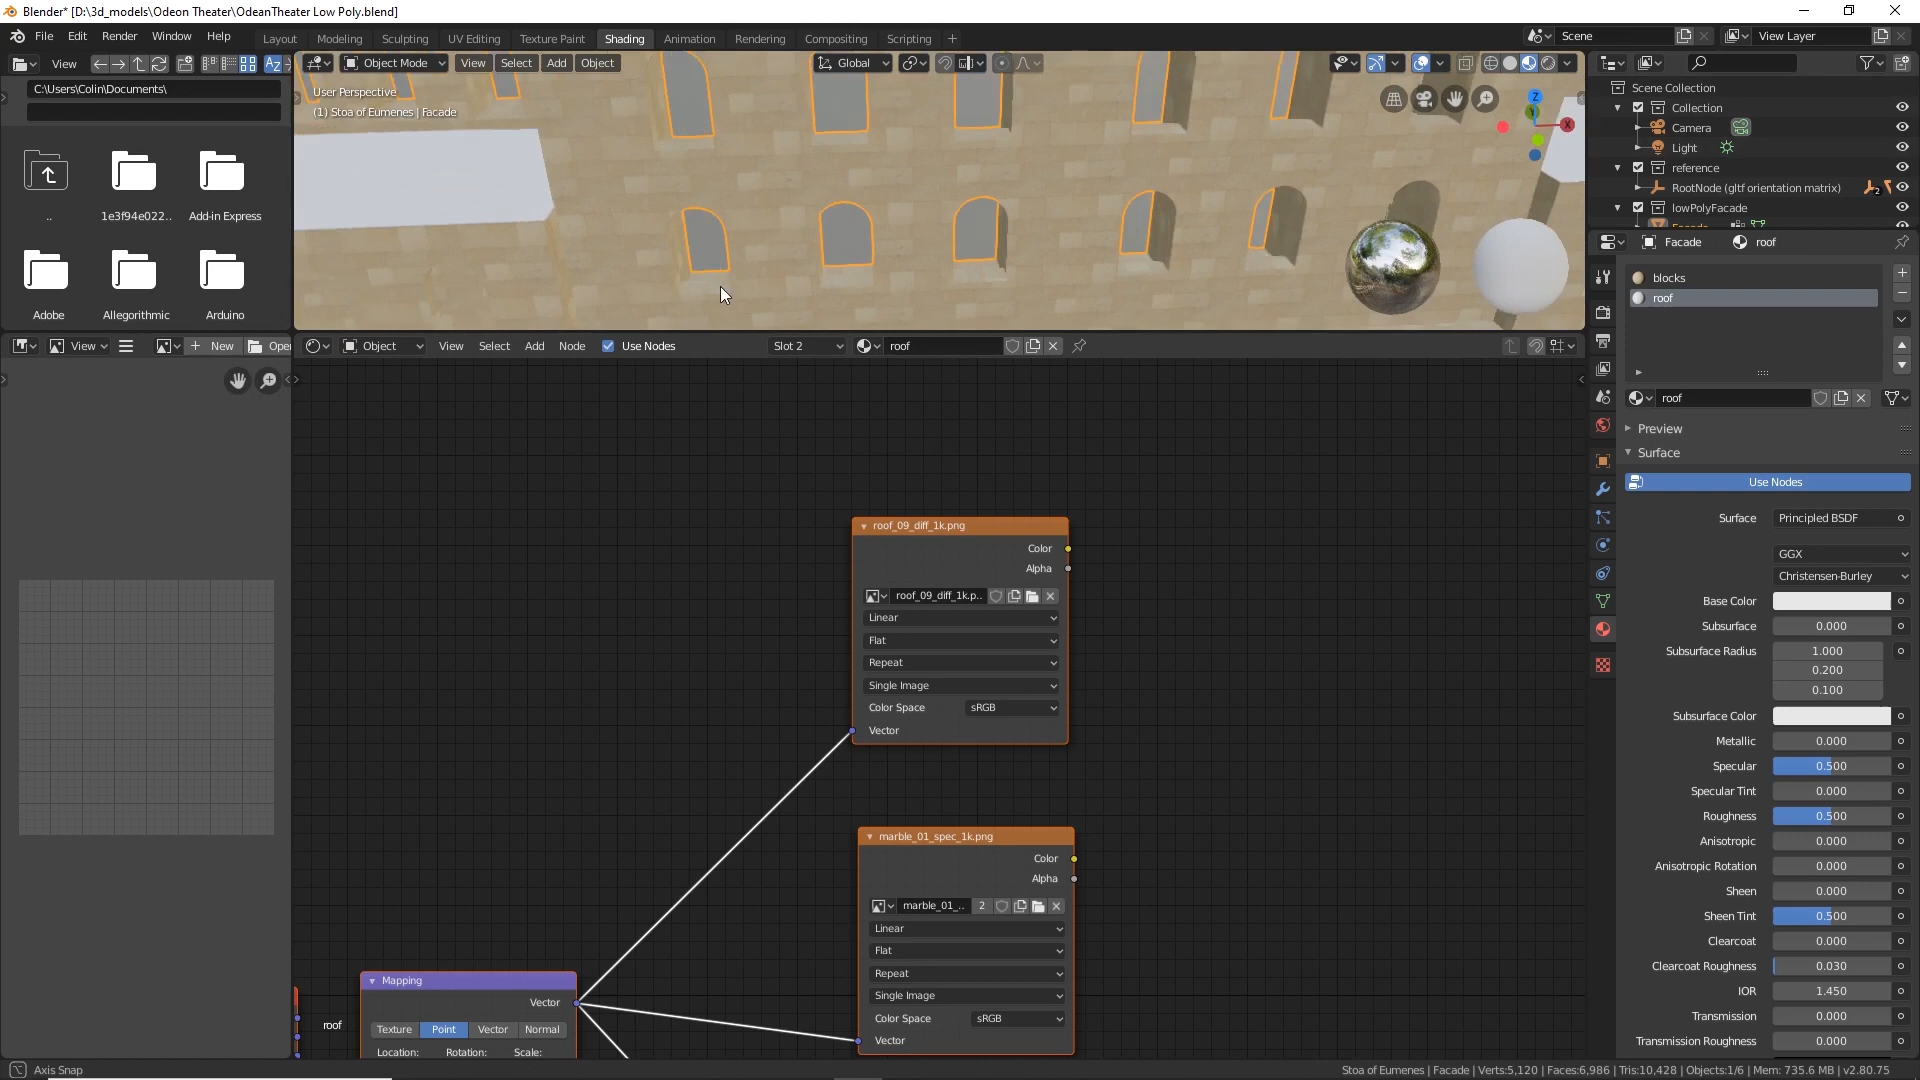 Blender* [D:\3d_models\Odeon Theater\OdeanTheater Low Poly.blend]
File Edit Render Window Help
Layout Modeling Sculpting UV Editing Texture Paint Shading Animation Rendering Compositing Scripting +
Scene
View Layer
View
C:\Users\Colin\Documents\
..
1e3f94e022..
Add-in Express
Adobe
Allegorithmic
Arduino
Object Mode View Select Add Object
Global
User Perspective
(1) Stoa of Eumenes | Facade
Z
Y
X
Scene Collection
Collection
Camera
Light
reference
RootNode (gltf orientation matrix)
2
lowPolyFacade
Facade
roof
blocks
roof
roof
Preview
Surface
Use Nodes
Surface Principled BSDF
GGX
Christensen-Burley
Base Color
Subsurface 0.000
Subsurface Radius 1.000
0.200
0.100
Subsurface Color
Metallic 0.000
Specular 0.500
Specular Tint 0.000
Roughness 0.500
Anisotropic 0.000
Anisotropic Rotation 0.000
Sheen 0.000
Sheen Tint 0.500
Clearcoat 0.000
Clearcoat Roughness 0.030
IOR 1.450
Transmission 0.000
Transmission Roughness 0.000
View
+ New
Open
Object View Select Add Node Use Nodes
Slot 2
roof
roof_09_diff_1k.png
Color
Alpha
roof_09_diff_1k.p..
Linear
Flat
Repeat
Single Image
Color Space sRGB
Vector
marble_01_spec_1k.png
Color
Alpha
marble_01_.. 2
Linear
Flat
Repeat
Single Image
Color Space sRGB
Vector
Mapping
Vector
Texture Point Vector Normal
Location: Rotation: Scale:
roof
Axis Snap
Stoa of Eumenes | Facade | Verts:5,120 | Faces:6,986 | Tris:10,428 | Objects:1/6 | Mem: 735.6 MB | v2.80.75